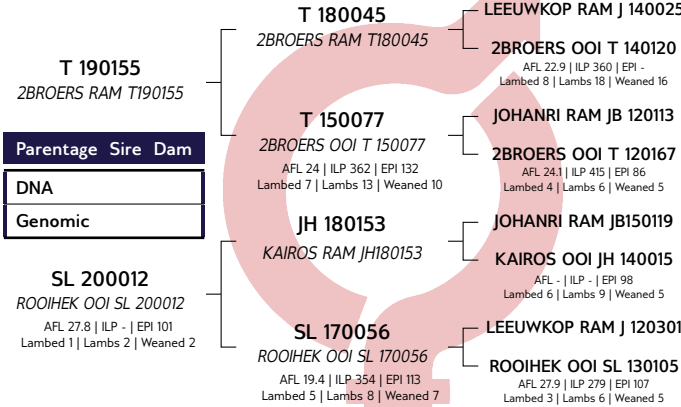 T 190155
2BROERS RAM T190155
Parentage Sire Dam
DNA
Genomic
SL 200012
ROOIHEK OOI SL 200012
AFL 27.8 | ILP - | EPI 101
Lambed 1 | Lambs 2 | Weaned 2
T 180045
2BROERS RAM T180045
T 150077
2BROERS OOI T 150077
AFL 24 | ILP 362 | EPI 132
Lambed 7 | Lambs 13 | Weaned 10
JH 180153
KAIROS RAM JH180153
SL 170056
ROOIHEK OOI SL 170056
AFL 19.4 | ILP 354 | EPI 113
Lambed 5 | Lambs 8 | Weaned 7
LEEUWKOP RAM J 140025
2BROERS OOI T 140120
AFL 22.9 | ILP 360 | EPI -
Lambed 8 | Lambs 18 | Weaned 16
JOHANRI RAM JB 120113
2BROERS OOI T 120167
AFL 24.1 | ILP 415 | EPI 86
Lambed 4 | Lambs 6 | Weaned 5
JOHANRI RAM JB150119
KAIROS OOI JH 140015
AFL - | ILP - | EPI 98
Lambed 6 | Lambs 9 | Weaned 5
LEEUWKOP RAM J 120301
ROOIHEK OOI SL 130105
AFL 27.9 | ILP 279 | EPI 107
Lambed 3 | Lambs 6 | Weaned 5